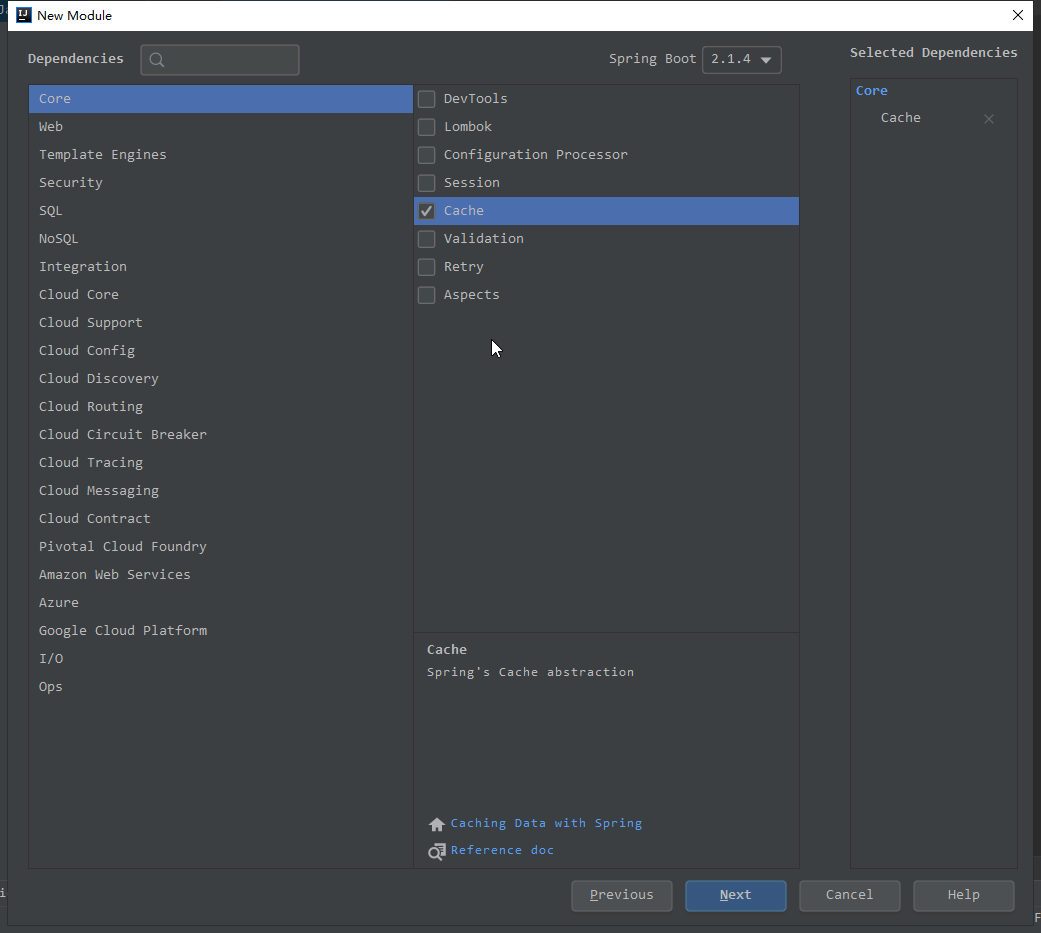 New Module
Dependencies
Spring Boot 2.1.4
Selected Dependencies
Core
Web
Template Engines
Security
SQL
NoSQL
Integration
Cloud Core
Cloud Support
Cloud Config
Cloud Discovery
Cloud Routing
Cloud Circuit Breaker
Cloud Tracing
Cloud Messaging
Cloud Contract
Pivotal Cloud Foundry
Amazon Web Services
Azure
Google Cloud Platform
I/O
Ops
DevTools
Lombok
Configuration Processor
Session
Cache
Validation
Retry
Aspects
Cache
Spring's Cache abstraction
Caching Data with Spring
Reference doc
Core
Cache
Previous
Next
Cancel
Help